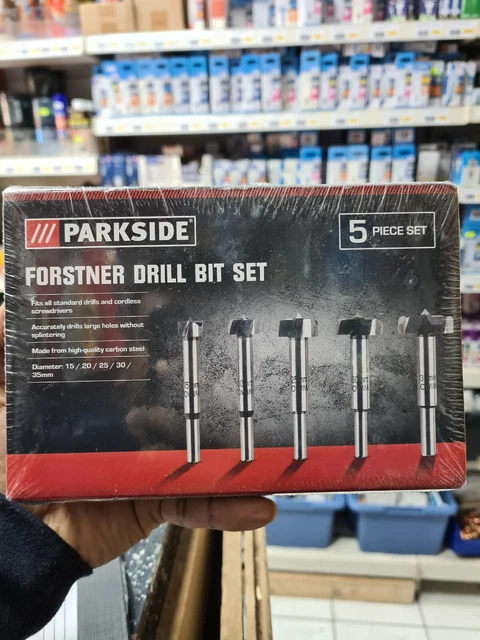 PARKSIDE®
5 PIECE SET
FORSTNER DRILL BIT SET
Fits all standard drills and cordless
screwdrivers
Accurately drills large holes without
splintering
Made from high-quality carbon steel
Diameter: 15 / 20 / 25 / 30 /
35mm